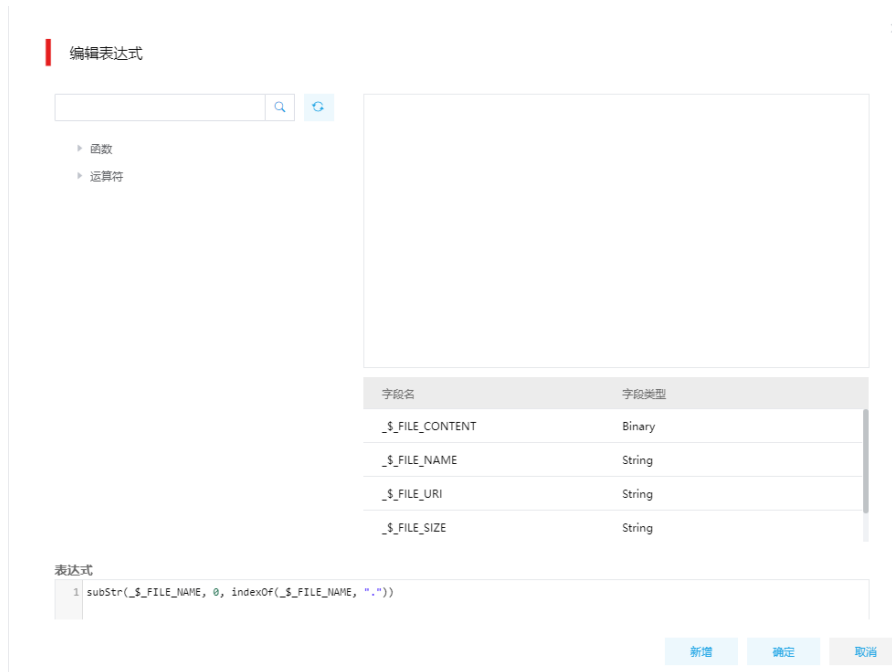 编辑表达式
函数
运算符
字段名 字段类型
_$_FILE_CONTENT Binary
_$_FILE_NAME String
_$_FILE_URI String
_$_FILE_SIZE String
表达式
1 subStr(_$_FILE_NAME, 0, indexOf(_$_FILE_NAME, "."))
新增 确定 取消